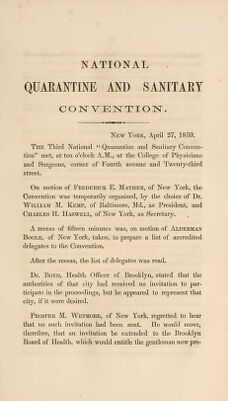 NATIONAL
QUARANTINE AND SANITARY
CONVENTION.
NEW YORK, April 27, 1859.
THE Third National "Quarantine and Sanitary Conven-
tion" met, at ten o'clock A.M., at the College of Physicians
and Surgeons, corner of Fourth avenue and Twenty-third
street.
On motion of FREDERICK E. MATHER, of New York, the
Convention was temporarily organized, by the choice of Dr.
WILLIAM M. KEMP, of Baltimore, Md., as President, and
CHARLES H. HASWELL, of New York, as Secretary.
A recess of fifteen minutes was, on motion of ALDERMAN
BOOLE, of New York, taken, to prepare a list of accredited
delegates to the Convention.
After the recess, the list of delegates was read.
Dr. BOYD, Health Officer of Brooklyn, stated that the
authorities of that city had received no invitation to par-
ticipate in the proceedings, but he appeared to represent that
city, if it were desired.
PROSPER M. WETMORE, of New York, regretted to hear
that no such invitation had been sent. He would move,
therefore, that an invitation be extended to the Brooklyn
Board of Health, which would entitle the gentleman now pre-